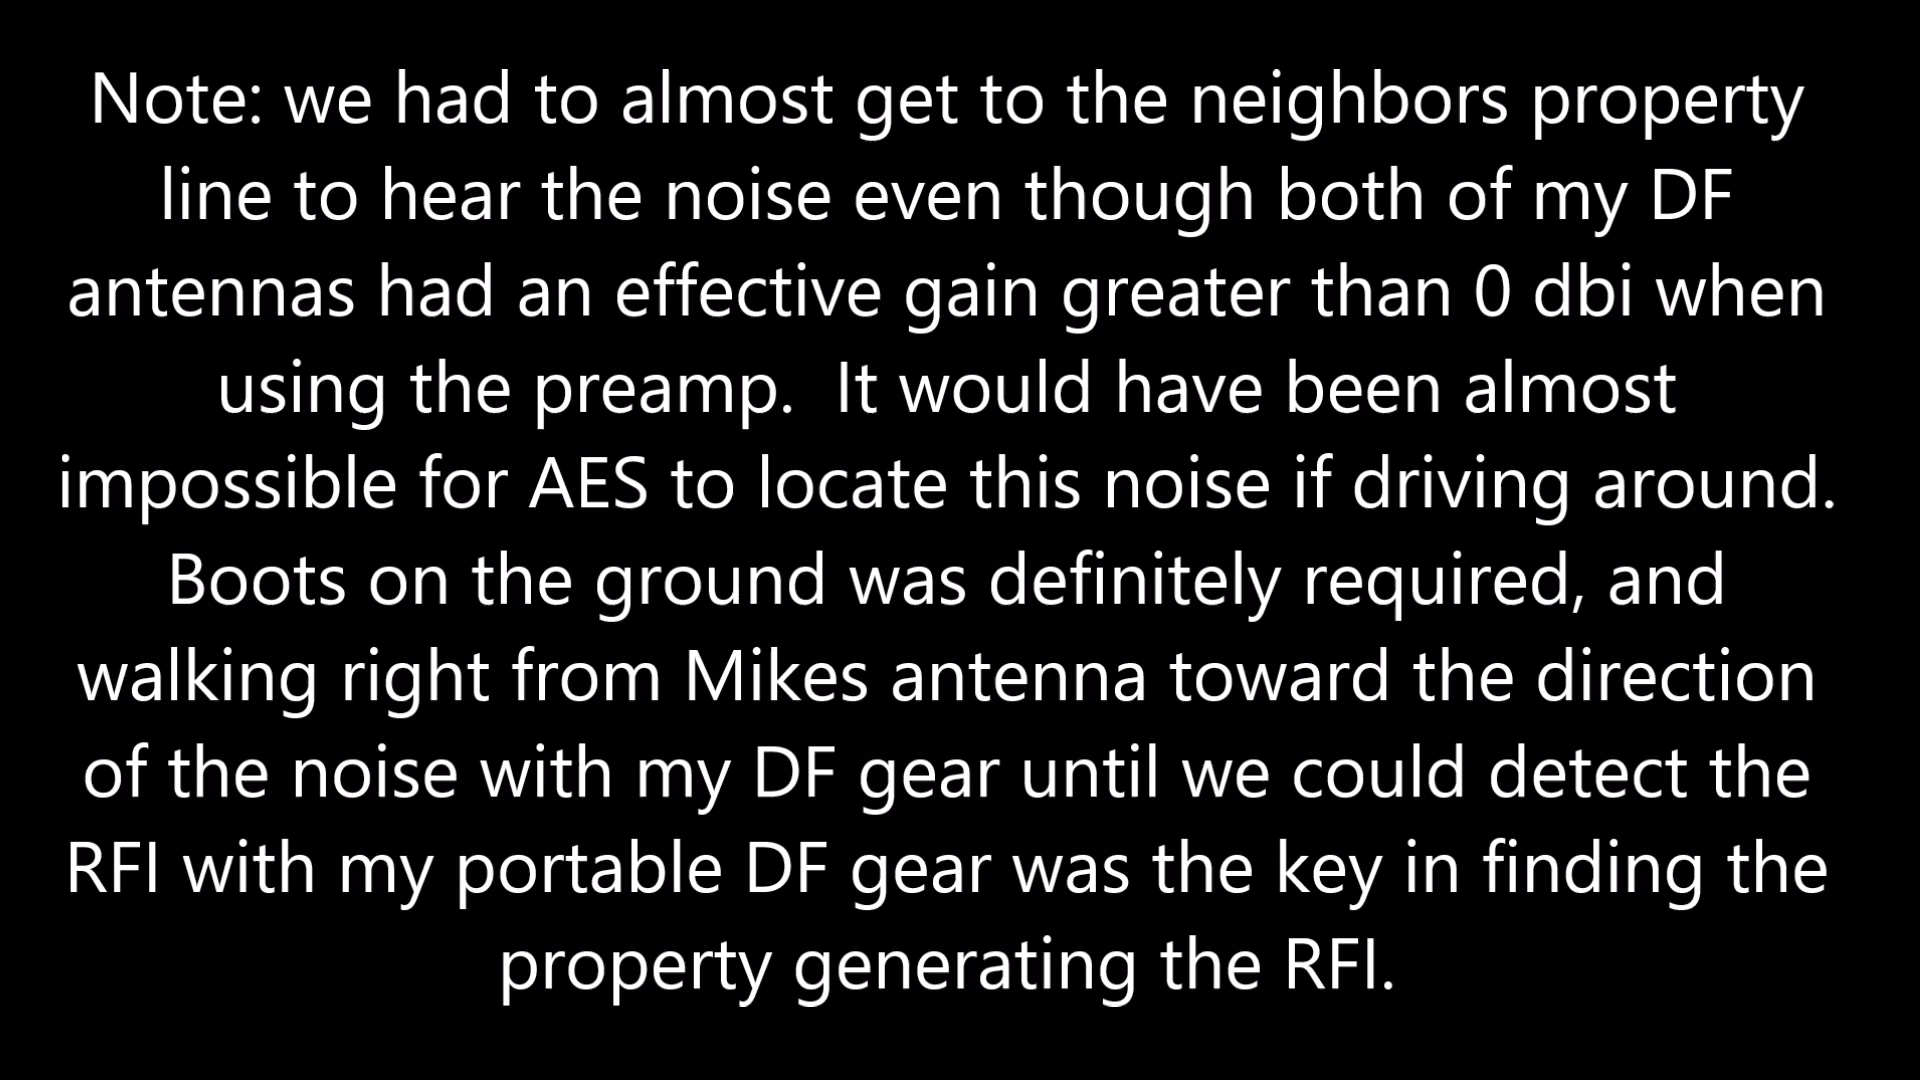 Note: we had to almost get to the neighbors property
line to hear the noise even though both of my DF
antennas had an effective gain greater than 0 dbi when
using the preamp.  It would have been almost
impossible for AES to locate this noise if driving around.
Boots on the ground was definitely required, and
walking right from Mikes antenna toward the direction
of the noise with my DF gear until we could detect the
RFI with my portable DF gear was the key in finding the
property generating the RFI.